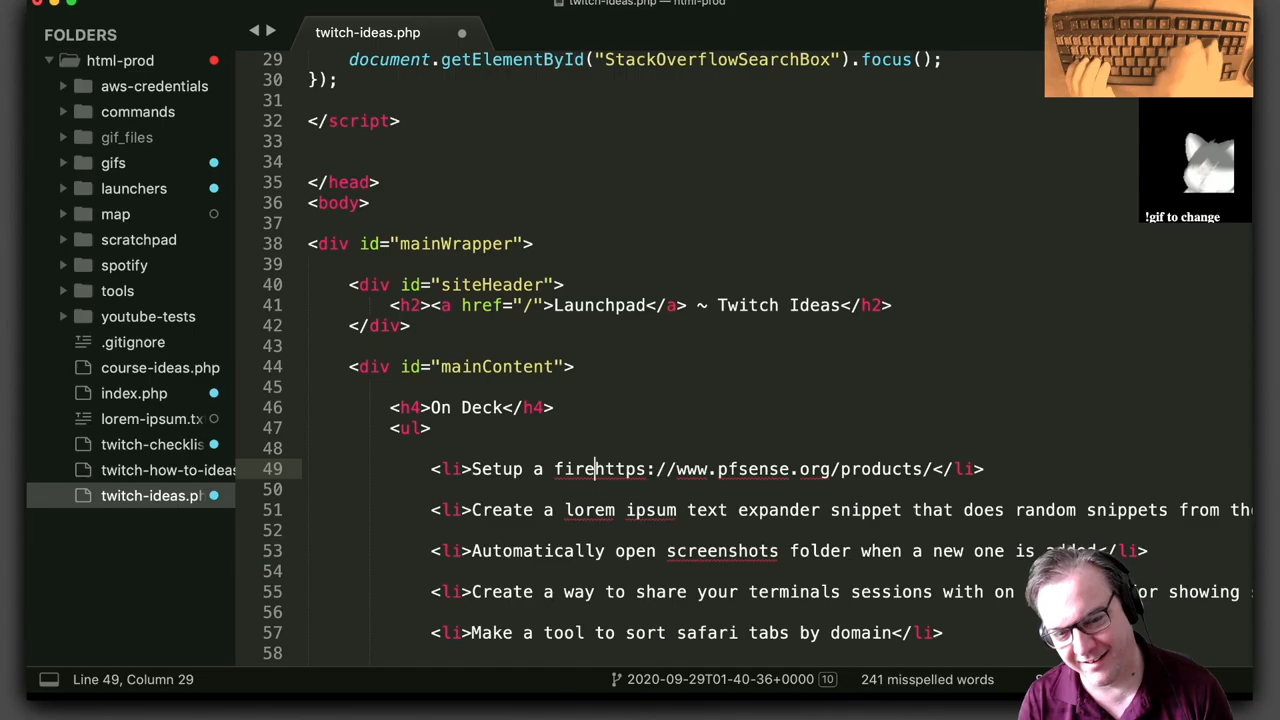 twitch-ideas.php — html-prod
FOLDERS
html-prod
aws-credentials
commands
gif_files
gifs
launchers
map
scratchpad
spotify
tools
youtube-tests
.gitignore
course-ideas.php
index.php
lorem-ipsum.tx
twitch-checklis
twitch-how-to-ideas
twitch-ideas.ph
twitch-ideas.php
29 document.getElementById("StackOverflowSearchBox").focus();
30 });
31
32 </script>
33
34
35 </head>
36 <body>
37
38 <div id="mainWrapper">
39
40 <div id="siteHeader">
41 <h2><a href="/">Launchpad</a> ~ Twitch Ideas</h2>
42 </div>
43
44 <div id="mainContent">
45
46 <h4>On Deck</h4>
47 <ul>
48
49 <li>Setup a firehttps://www.pfsense.org/products/</li>
50
51 <li>Create a lorem ipsum text expander snippet that does random snippets from the
52
53 <li>Automatically open screenshots folder when a new one is added</li>
54
55 <li>Create a way to share your terminals sessions with on for showing
56
57 <li>Make a tool to sort safari tabs by domain</li>
58
!gif to change
Line 49, Column 29
2020-09-29T01-40-36+0000 10
241 misspelled words